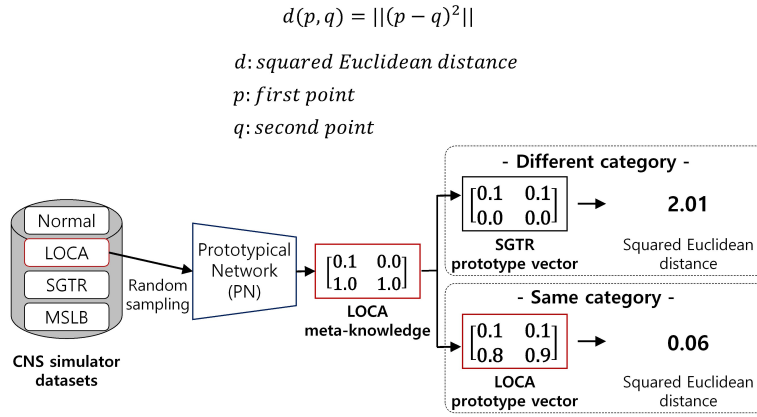 d(p, q) = ||(p − q)²||
d: squared Euclidean distance
p: first point
q: second point
- Different category -
[0.1 0.1
0.0 0.0]
2.01
SGTR
prototype vector
Squared Euclidean
distance
Normal
LOCA
SGTR
MSLB
CNS simulator
datasets
Random
sampling
Prototypical
Network
(PN)
[0.1 0.0
1.0 1.0]
LOCA
meta-knowledge
- Same category -
[0.1 0.1
0.8 0.9]
0.06
LOCA
prototype vector
Squared Euclidean
distance